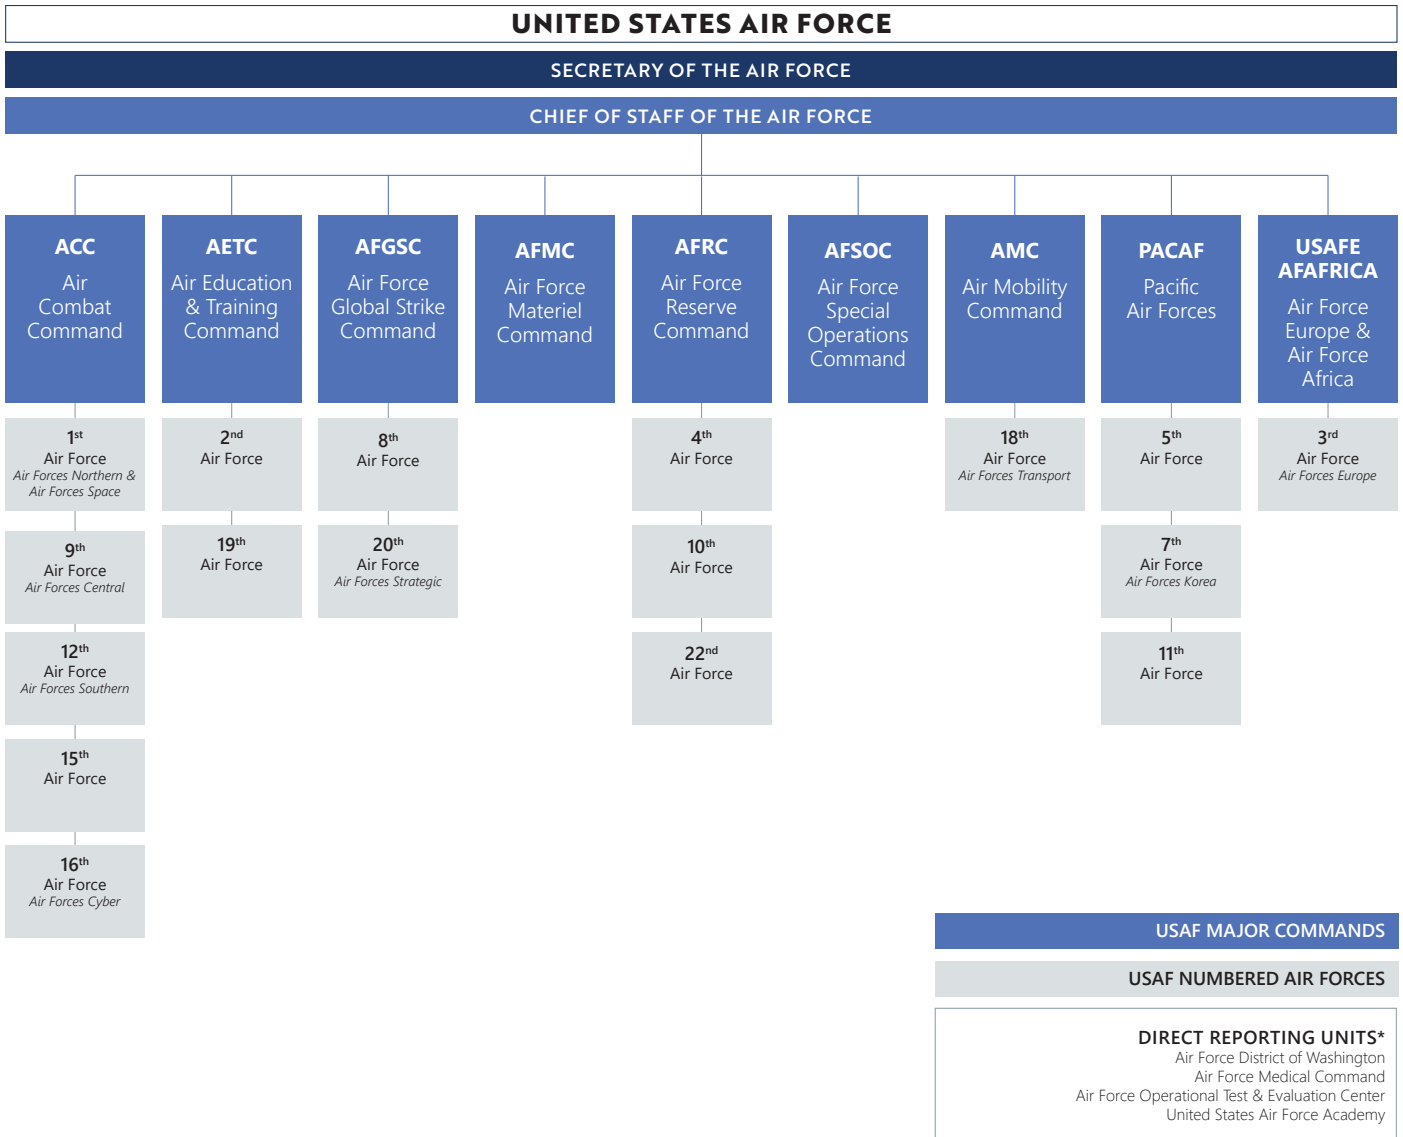 UNITED STATES AIR FORCE
SECRETARY OF THE AIR FORCE
CHIEF OF STAFF OF THE AIR FORCE
ACC
Air
Combat
Command
1st
Air Force
Air Forces Northern &
Air Forces Space
9th
Air Force
Air Forces Central
12th
Air Force
Air Forces Southern
15th
Air Force
16th
Air Force
Air Forces Cyber
AETC
Air Education
& Training
Command
2nd
Air Force
19th
Air Force
AFGSC
Air Force
Global Strike
Command
8th
Air Force
20th
Air Force
Air Forces Strategic
AFMC
Air Force
Materiel
Command
AFRC
Air Force
Reserve
Command
4th
Air Force
10th
Air Force
22nd
Air Force
AFSOC
Air Force
Special
Operations
Command
AMC
Air Mobility
Command
18th
Air Force
Air Forces Transport
PACAF
Pacific
Air Forces
5th
Air Force
7th
Air Force
Air Forces Korea
11th
Air Force
USAFE
AFAFRICA
Air Force
Europe &
Air Force
Africa
3rd
Air Force
Air Forces Europe
USAF MAJOR COMMANDS
USAF NUMBERED AIR FORCES
DIRECT REPORTING UNITS*
Air Force District of Washington
Air Force Medical Command
Air Force Operational Test & Evaluation Center
United States Air Force Academy